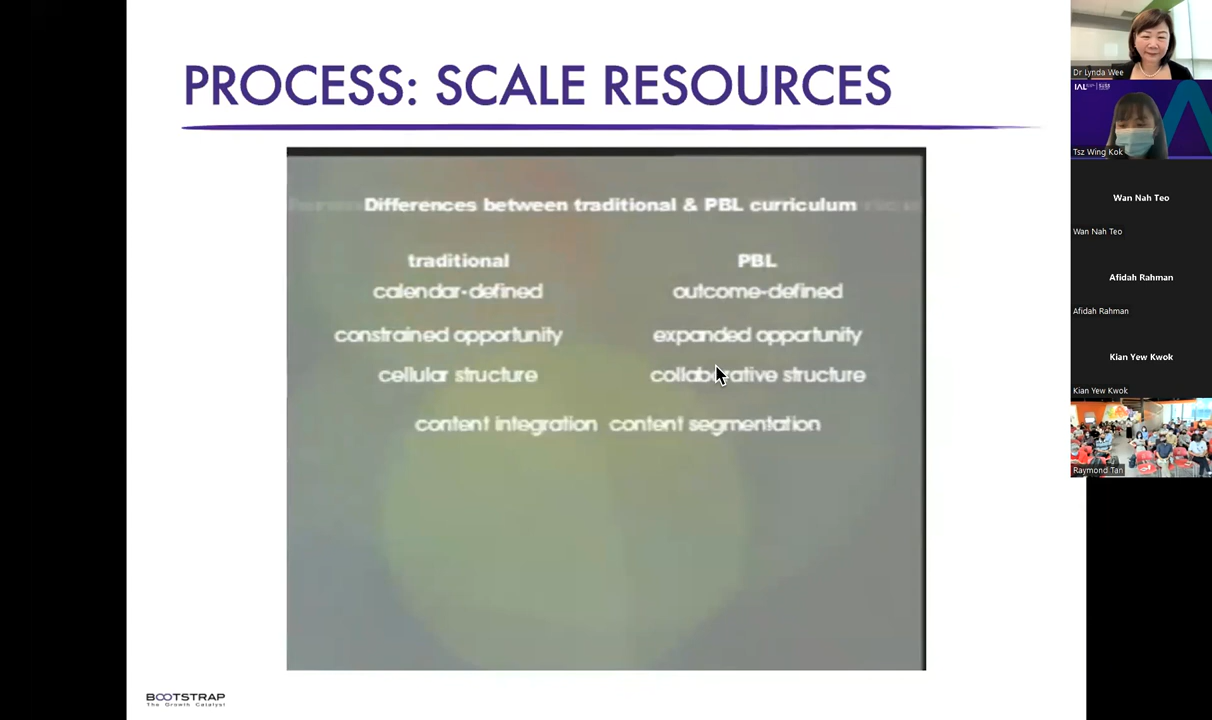 PROCESS: SCALE RESOURCES
Differences between traditional & PBL curriculum
traditional PBL
calendar-defined outcome-defined
constrained opportunity expanded opportunity
cellular structure collaborative structure
content integration content segmentation
BOOTSTRAP
The Growth Catalyst
Dr Lynda Wee
IAL
Tsz Wing Kok
Wan Nah Teo
Wan Nah Teo
Afidah Rahman
Afidah Rahman
Kian Yew Kwok
Kian Yew Kwok
Raymond Tan